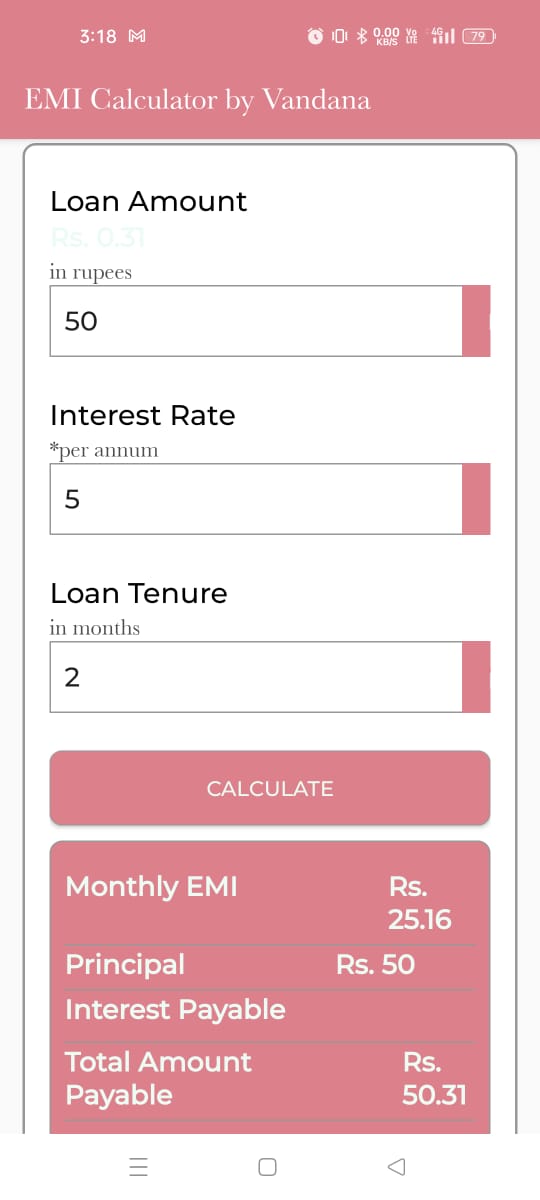 3:18
0.00 KB/S Vo LTE 4G 79
EMI Calculator by Vandana
Loan Amount
Rs. 0.31
in rupees
50
Interest Rate
*per annum
5
Loan Tenure
in months
2
CALCULATE
Monthly EMI Rs.
25.16
Principal Rs. 50
Interest Payable
Total Amount Rs.
Payable 50.31